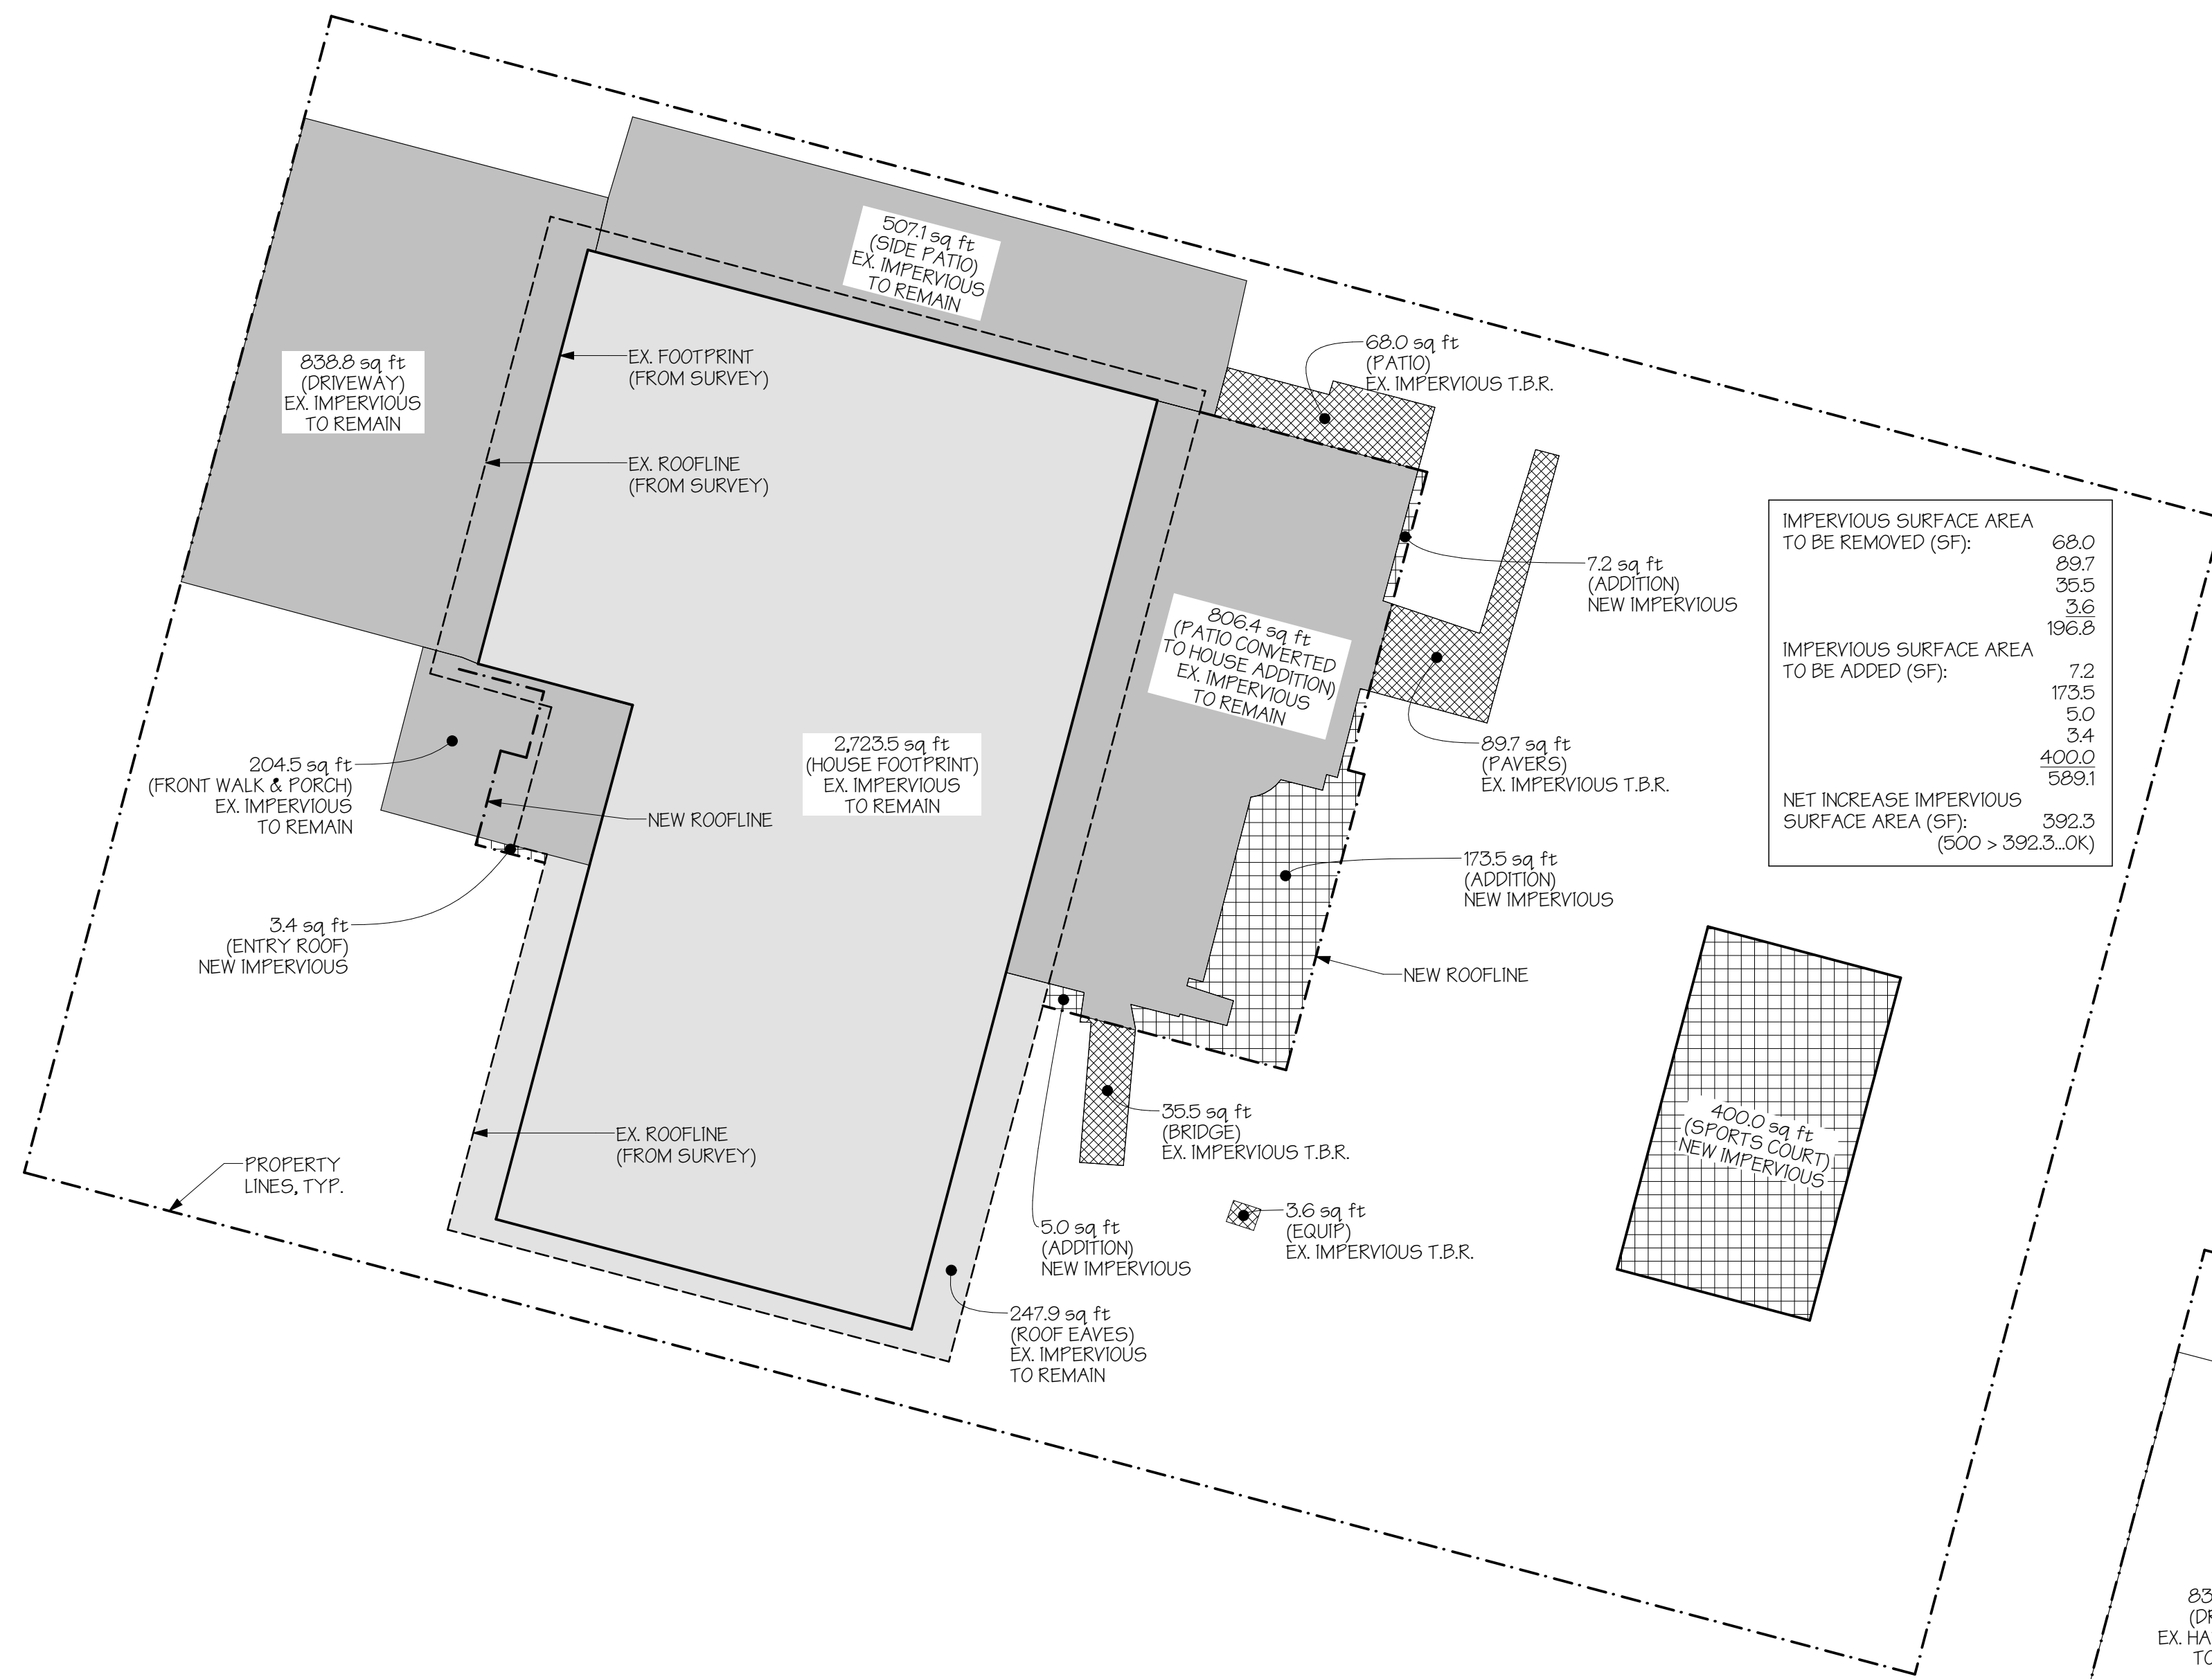 507.1 sq ft
(SIDE PATIO)
EX. IMPERVIOUS
TO REMAIN
838.8 sq ft
(DRIVEWAY)
EX. IMPERVIOUS
TO REMAIN
EX. FOOTPRINT
(FROM SURVEY)
EX. ROOFLINE
(FROM SURVEY)
68.0 sq ft
(PATIO)
EX. IMPERVIOUS T.B.R.
7.2 sq ft
(ADDITION)
NEW IMPERVIOUS
IMPERVIOUS SURFACE AREA
TO BE REMOVED (SF): 68.0
89.7
35.5
3.6
196.8
IMPERVIOUS SURFACE AREA
TO BE ADDED (SF): 7.2
173.5
5.0
3.4
400.0
589.1
NET INCREASE IMPERVIOUS
SURFACE AREA (SF): 392.3
(500 > 392.3...OK)
806.4 sq ft
(PATIO CONVERTED
TO HOUSE ADDITION)
EX. IMPERVIOUS
TO REMAIN
204.5 sq ft
(FRONT WALK & PORCH)
EX. IMPERVIOUS
TO REMAIN
NEW ROOFLINE
2,723.5 sq ft
(HOUSE FOOTPRINT)
EX. IMPERVIOUS
TO REMAIN
89.7 sq ft
(PAVERS)
EX. IMPERVIOUS T.B.R.
173.5 sq ft
(ADDITION)
NEW IMPERVIOUS
3.4 sq ft
(ENTRY ROOF)
NEW IMPERVIOUS
NEW ROOFLINE
35.5 sq ft
(BRIDGE)
EX. IMPERVIOUS T.B.R.
400.0 sq ft
(SPORTS COURT)
NEW IMPERVIOUS
EX. ROOFLINE
(FROM SURVEY)
PROPERTY
LINES, TYP.
3.6 sq ft
(EQUIP)
EX. IMPERVIOUS T.B.R.
5.0 sq ft
(ADDITION)
NEW IMPERVIOUS
247.9 sq ft
(ROOF EAVES)
EX. IMPERVIOUS
TO REMAIN
83
(DR
EX. HA
TO